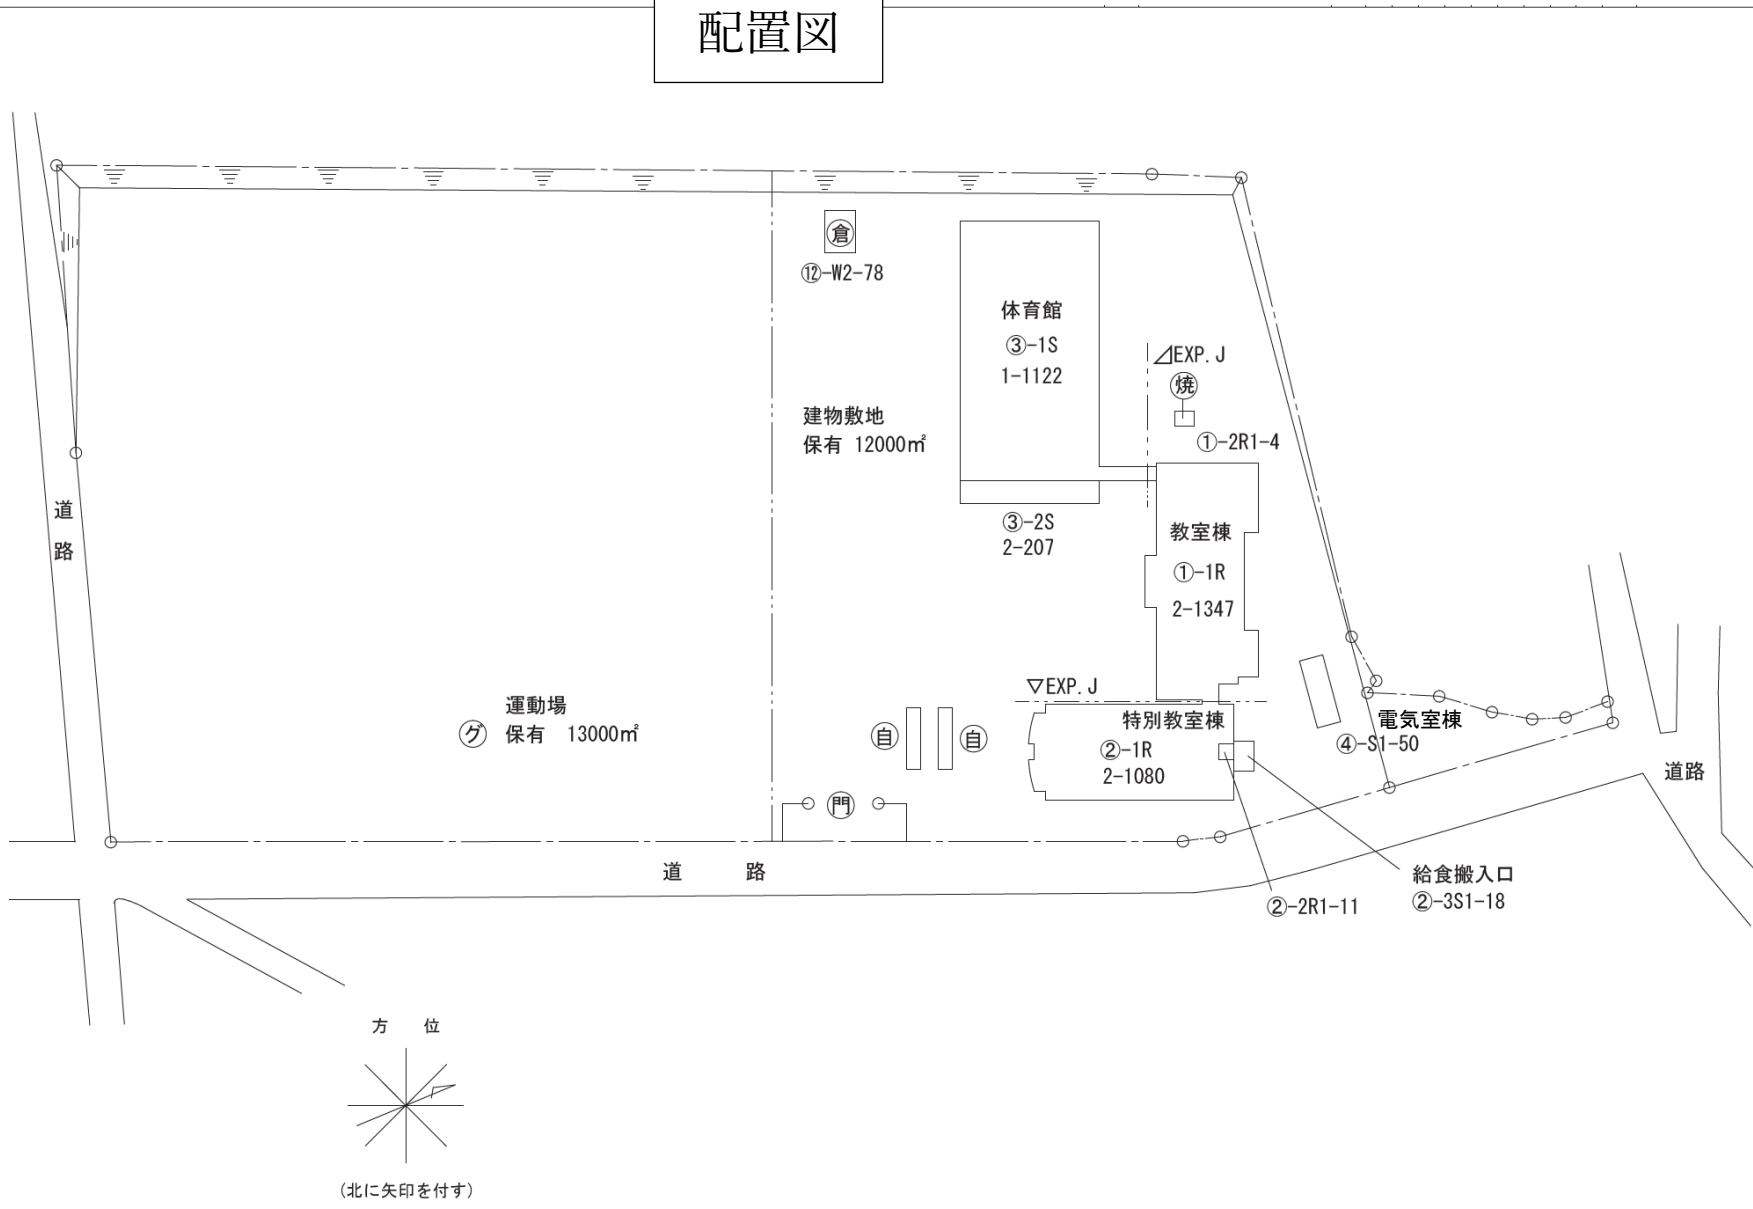 配置図
倉
⑫-W2-78
体育館
③-1S
1-1122
EXP.J
焼
①-2R1-4
建物敷地
保有 12000㎡
③-2S
2-207
教室棟
①-1R
2-1347
道路
運動場
グ 保有 13000㎡
EXP.J
自 自
特別教室棟
②-1R
2-1080
電気室棟
④-S1-50
道路
門
道 路
給食搬入口
②-3S1-18
②-2R1-11
方 位
(北に矢印を付す)